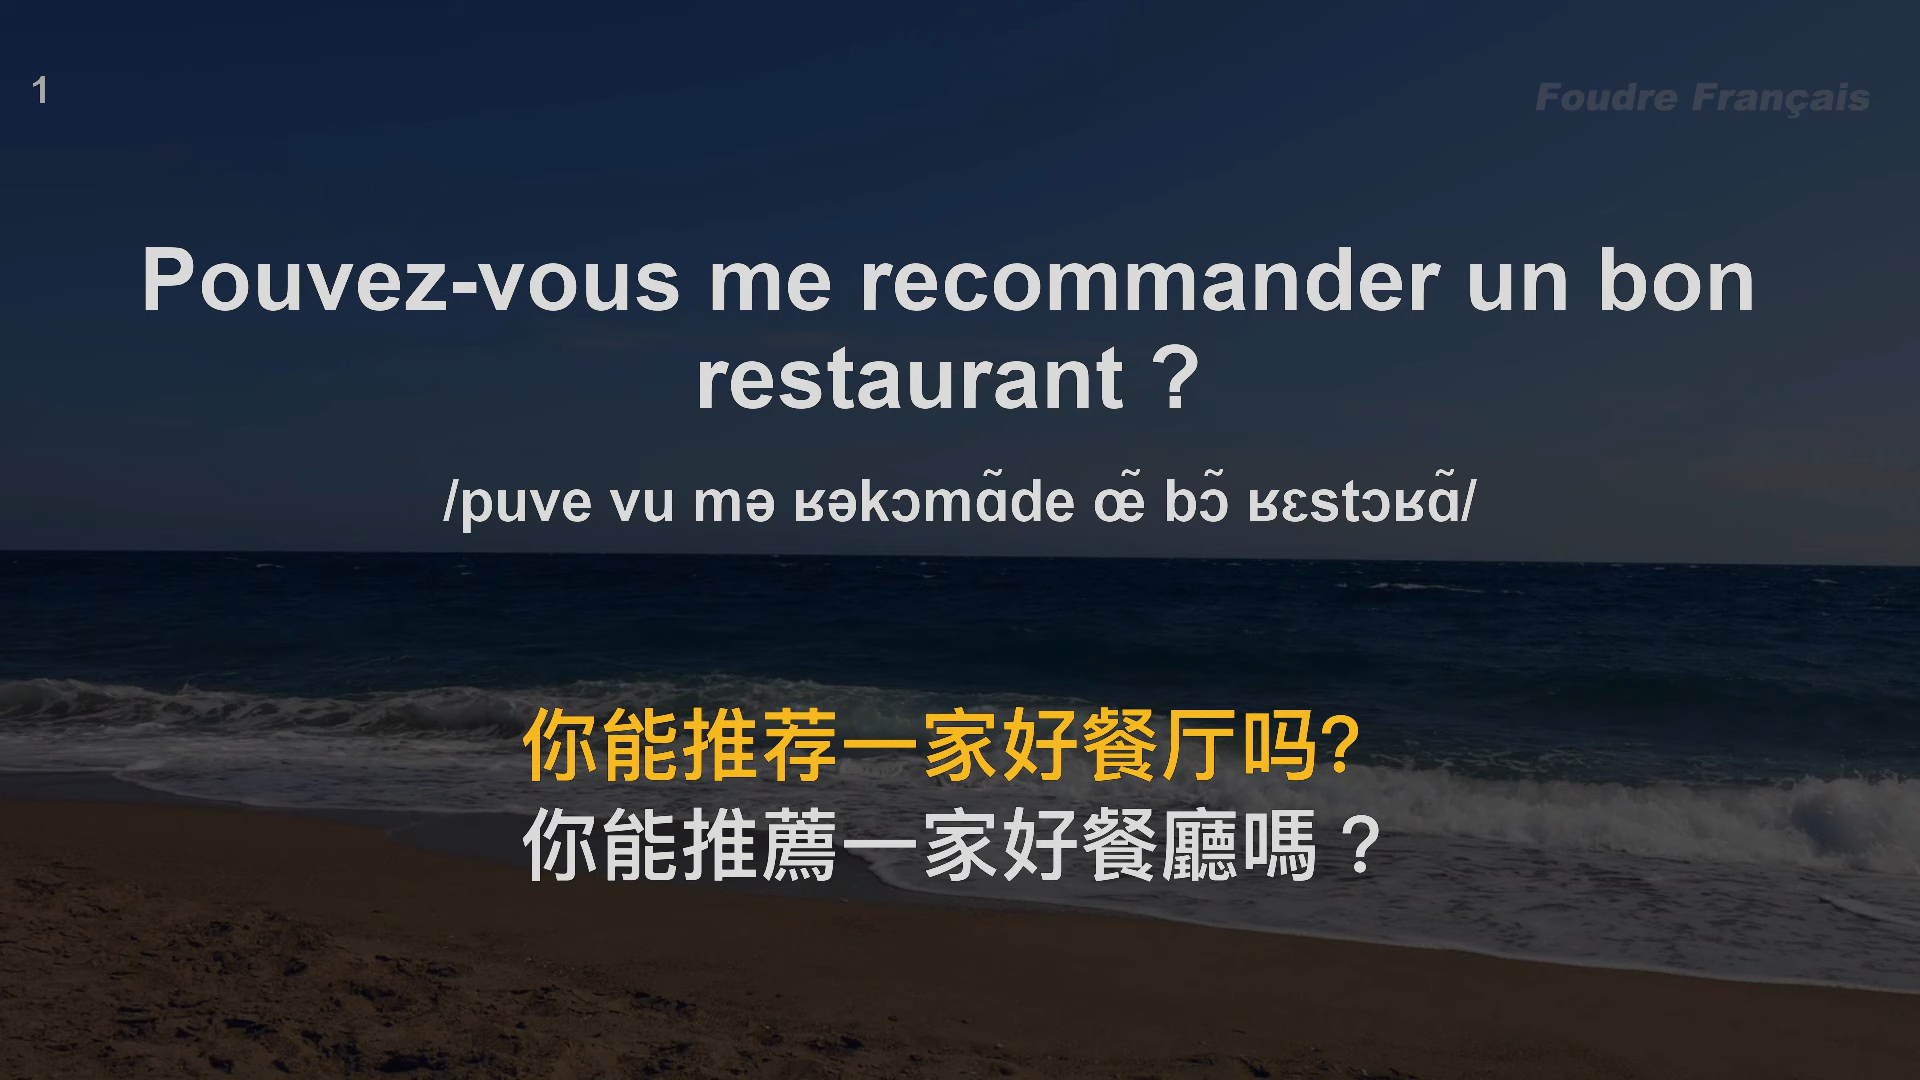 1
Foudre Français
Pouvez-vous me recommander un bon
restaurant ?
/puve vu mə ʁəkɔmɑ̃de œ̃ bɔ̃ ʁɛstɔʁɑ̃/
你能推荐一家好餐厅吗?
你能推薦一家好餐廳嗎？